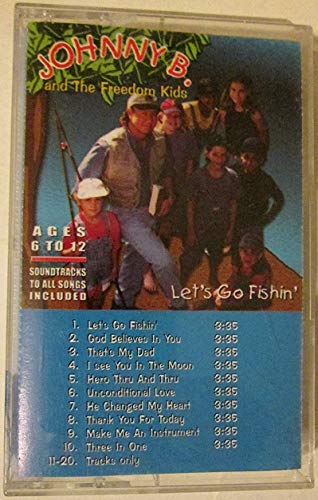 JOHNNY B.
and The Freedom Kids
AGES
6 TO 12
SOUNDTRACKS
TO ALL SONGS
INCLUDED
Let's Go Fishin'
1. Let's Go Fishin' 3:35
2. God Believes In You 3:35
3. That's My Dad 3:35
4. I see You In The Moon 3:35
5. Hero Thru And Thru 3:35
6. Unconditional Love 3:35
7. He Changed My Heart 3:35
8. Thank You For Today 3:35
9. Make Me An Instrument 3:35
10. Three In One 3:35
11-20. Tracks only